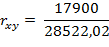 r_xy = 17900
28522,02